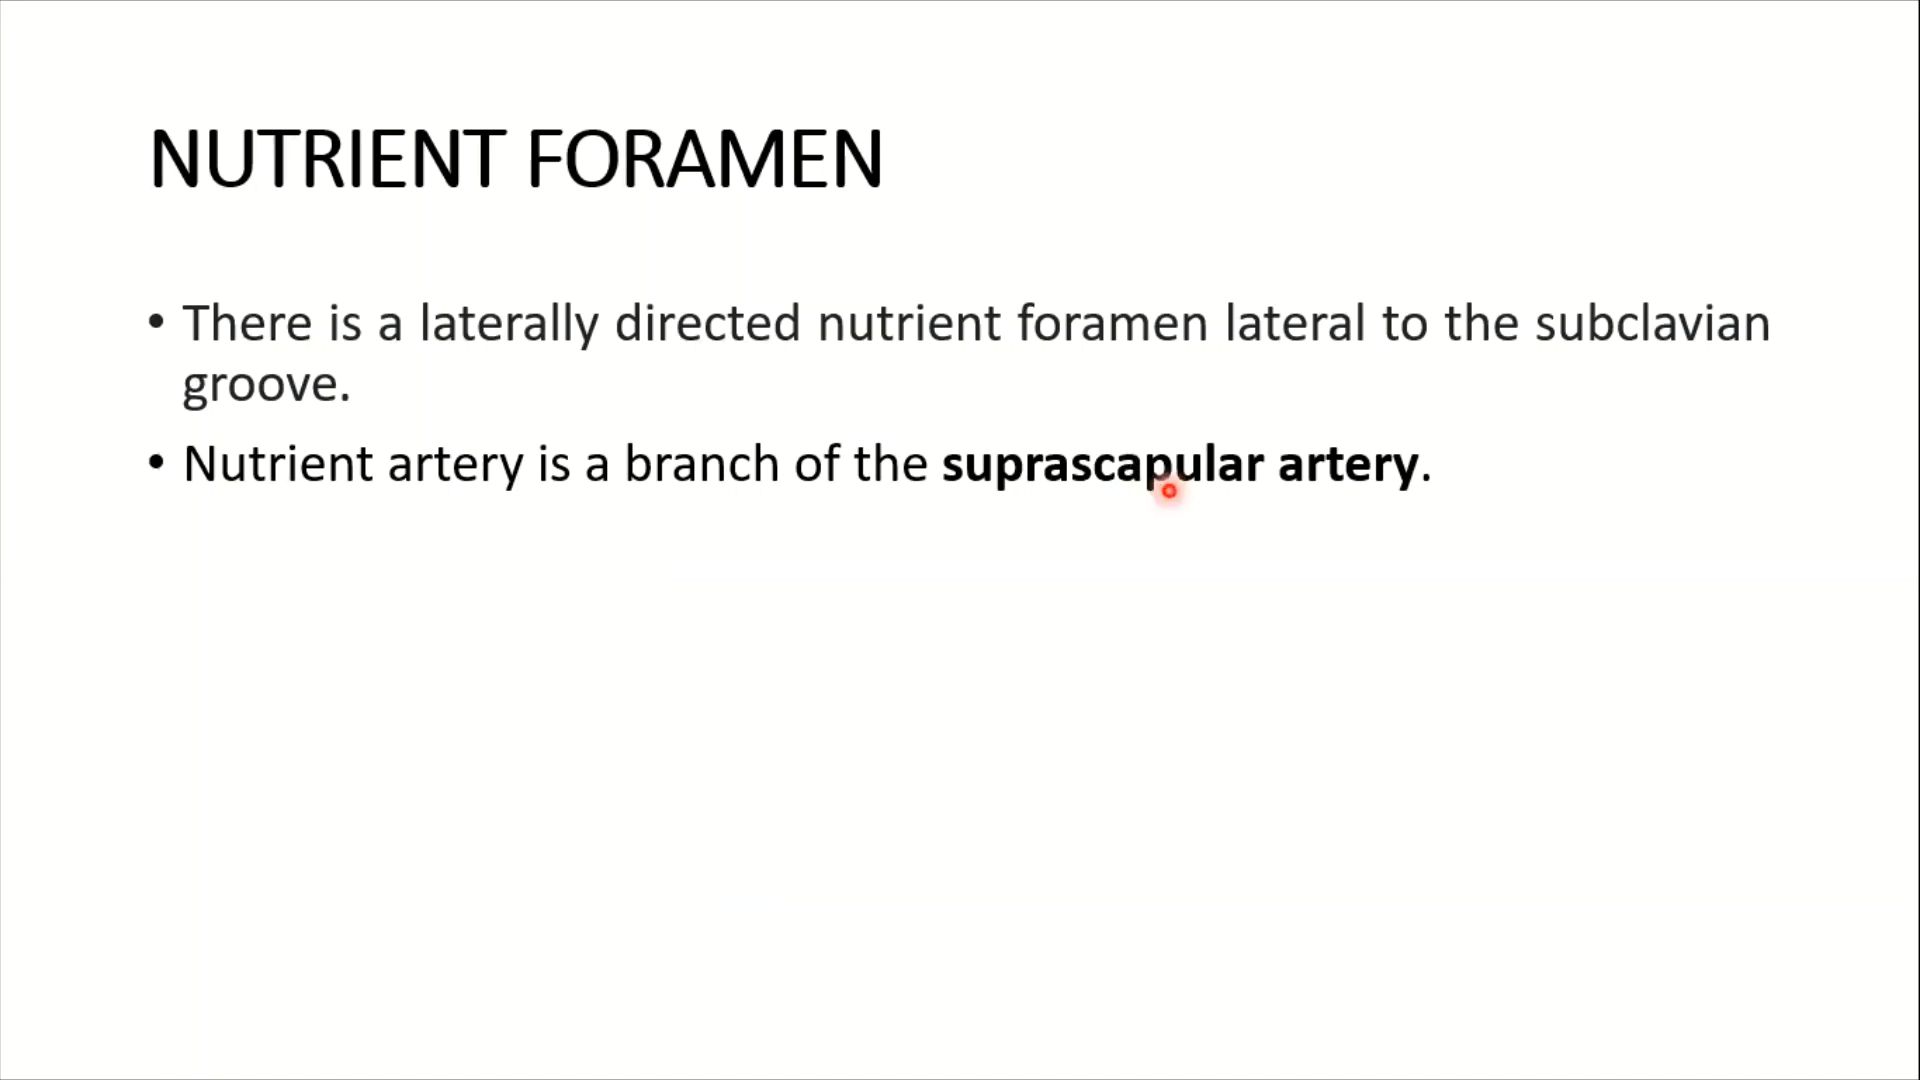 NUTRIENT FORAMEN
• There is a laterally directed nutrient foramen lateral to the subclavian
groove.
• Nutrient artery is a branch of the suprascapular artery.